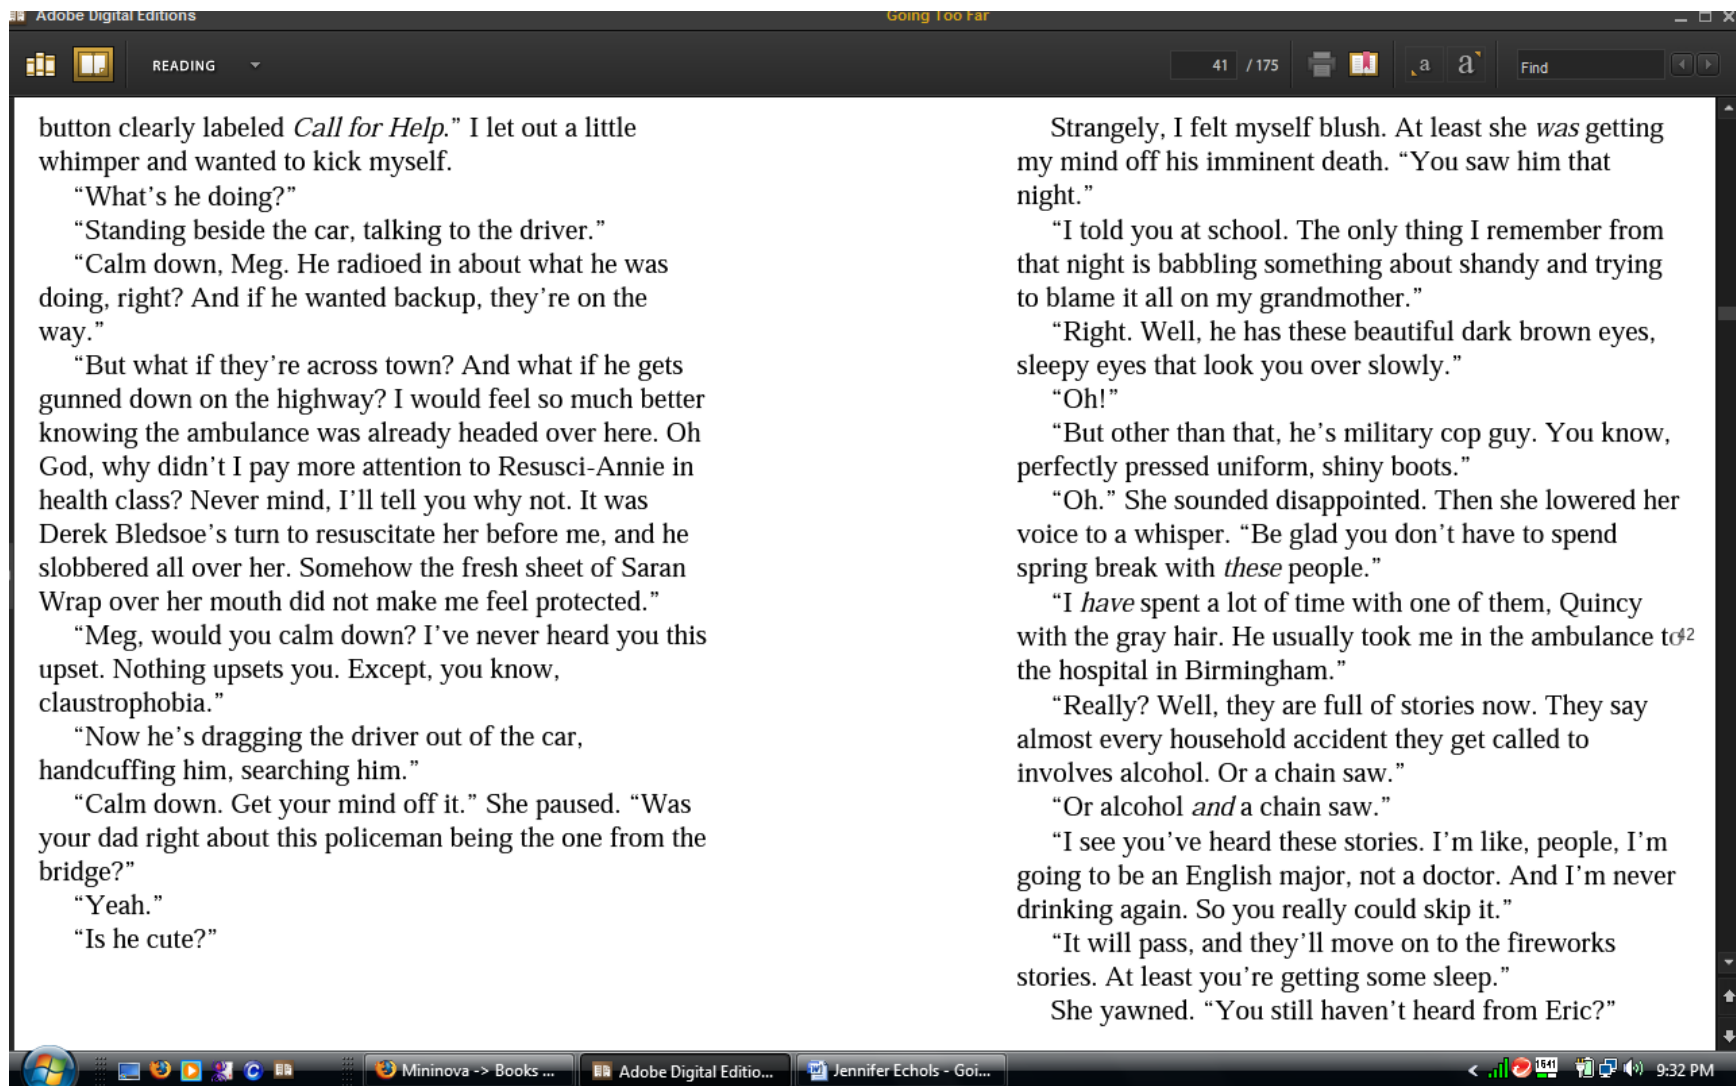 Adobe Digital Editions
Going Too Far
READING
41 / 175
a
a
Find
button clearly labeled Call for Help.” I let out a little
whimper and wanted to kick myself.
“What’s he doing?”
“Standing beside the car, talking to the driver.”
“Calm down, Meg. He radioed in about what he was
doing, right? And if he wanted backup, they’re on the
way.”
“But what if they’re across town? And what if he gets
gunned down on the highway? I would feel so much better
knowing the ambulance was already headed over here. Oh
God, why didn’t I pay more attention to Resusci-Annie in
health class? Never mind, I’ll tell you why not. It was
Derek Bledsoe’s turn to resuscitate her before me, and he
slobbered all over her. Somehow the fresh sheet of Saran
Wrap over her mouth did not make me feel protected.”
“Meg, would you calm down? I’ve never heard you this
upset. Nothing upsets you. Except, you know,
claustrophobia.”
“Now he’s dragging the driver out of the car,
handcuffing him, searching him.”
“Calm down. Get your mind off it.” She paused. “Was
your dad right about this policeman being the one from the
bridge?”
“Yeah.”
“Is he cute?”
Strangely, I felt myself blush. At least she was getting
my mind off his imminent death. “You saw him that
night.”
“I told you at school. The only thing I remember from
that night is babbling something about shandy and trying
to blame it all on my grandmother.”
“Right. Well, he has these beautiful dark brown eyes,
sleepy eyes that look you over slowly.”
“Oh!”
“But other than that, he’s military cop guy. You know,
perfectly pressed uniform, shiny boots.”
“Oh.” She sounded disappointed. Then she lowered her
voice to a whisper. “Be glad you don’t have to spend
spring break with these people.”
“I have spent a lot of time with one of them, Quincy
with the gray hair. He usually took me in the ambulance to 42
the hospital in Birmingham.”
“Really? Well, they are full of stories now. They say
almost every household accident they get called to
involves alcohol. Or a chain saw.”
“Or alcohol and a chain saw.”
“I see you’ve heard these stories. I’m like, people, I’m
going to be an English major, not a doctor. And I’m never
drinking again. So you really could skip it.”
“It will pass, and they’ll move on to the fireworks
stories. At least you’re getting some sleep.”
She yawned. “You still haven’t heard from Eric?”
Mininova -> Books ...
Adobe Digital Editio...
Jennifer Echols - Goi...
1641
9:32 PM